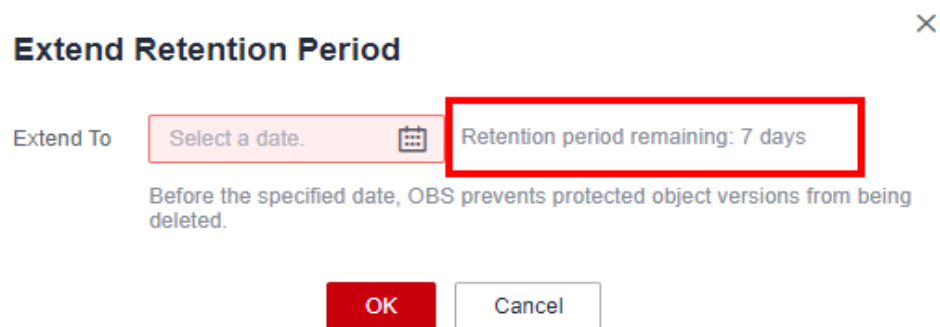 Extend Retention Period
Extend To Select a date. Retention period remaining: 7 days
Before the specified date, OBS prevents protected object versions from being
deleted.
OK Cancel